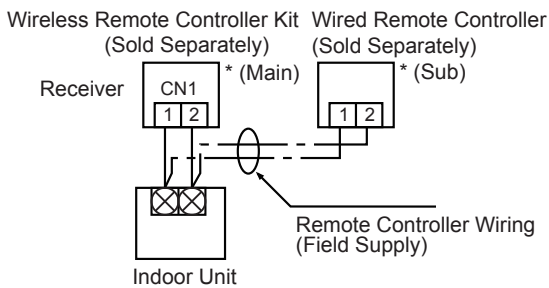 Wireless Remote Controller Kit
(Sold Separately)
Wired Remote Controller
(Sold Separately)
* (Main)
* (Sub)
Receiver
CN1
1 2
1 2
Remote Controller Wiring
(Field Supply)
Indoor Unit